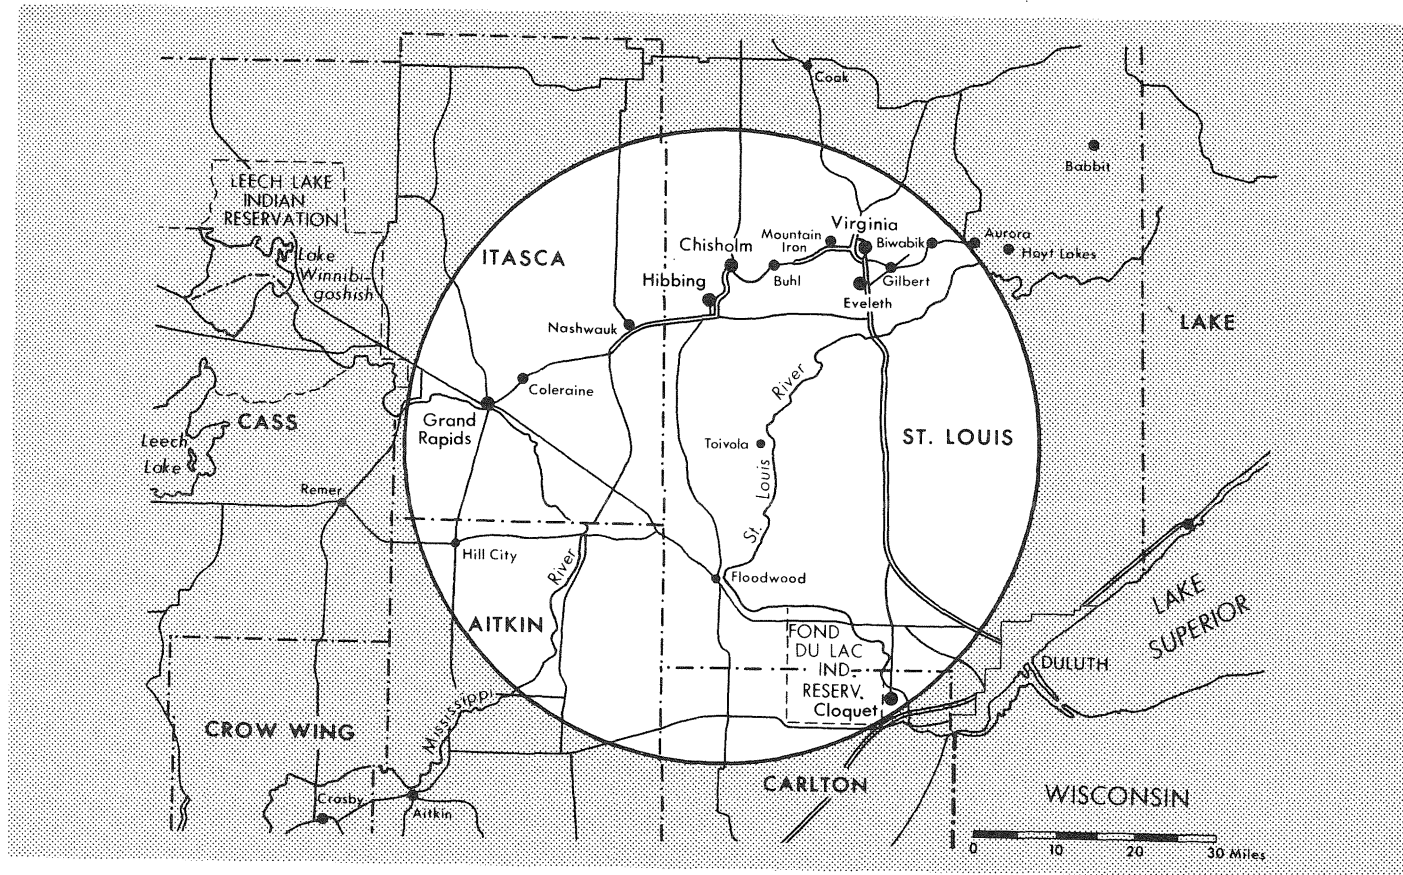 Coak
Babbit
LEECH LAKE
INDIAN
RESERVATION
Lake
Winnibi-
goshish
ITASCA
Chisholm
Hibbing
Mountain
Iron
Virginia
Biwabik
Aurora
Hoyt Lakes
Buhl
Gilbert
Eveleth
Nashwauk
LAKE
Coleraine
Grand
Rapids
CASS
Leech
Lake
River
St. Louis
Toivola
ST. LOUIS
Remer
Hill City
River
Mississippi
Floodwood
AITKIN
FOND
DU LAC
IND.
RESERV.
Cloquet
LAKE
SUPERIOR
DULUTH
CROW WING
Crosby
Aitkin
CARLTON
WISCONSIN
0 10 20 30 Miles